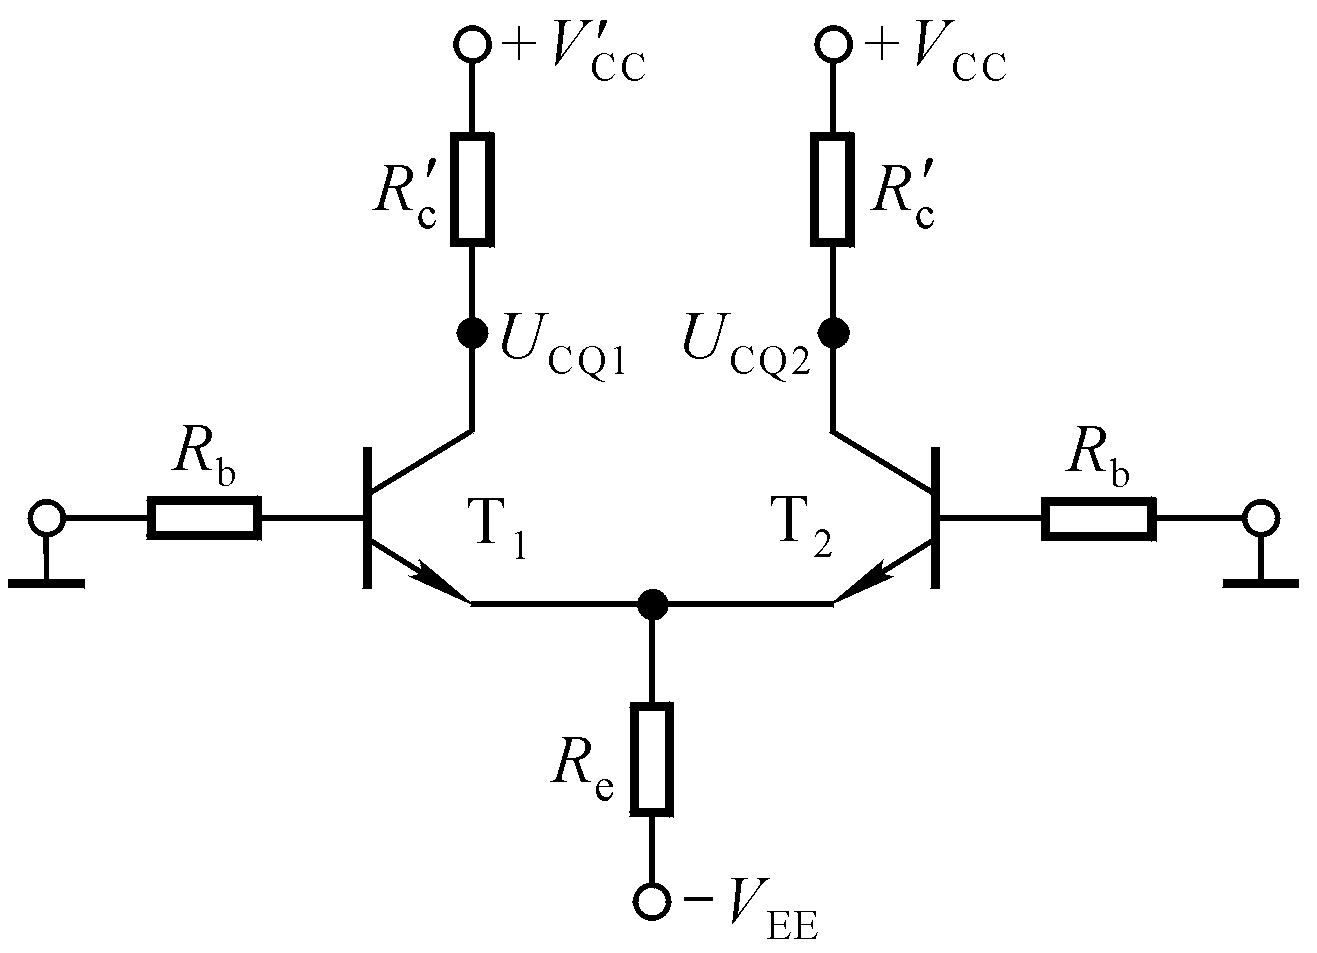 +V′CC
+VCC
R′c
R′c
UCQ1
UCQ2
Rb
Rb
T1
T2
Re
−VEE